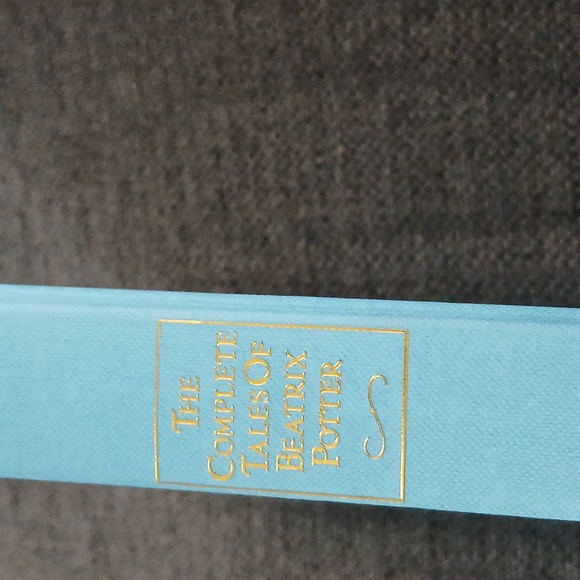 THE
COMPLETE
TALES OF
BEATRIX
POTTER